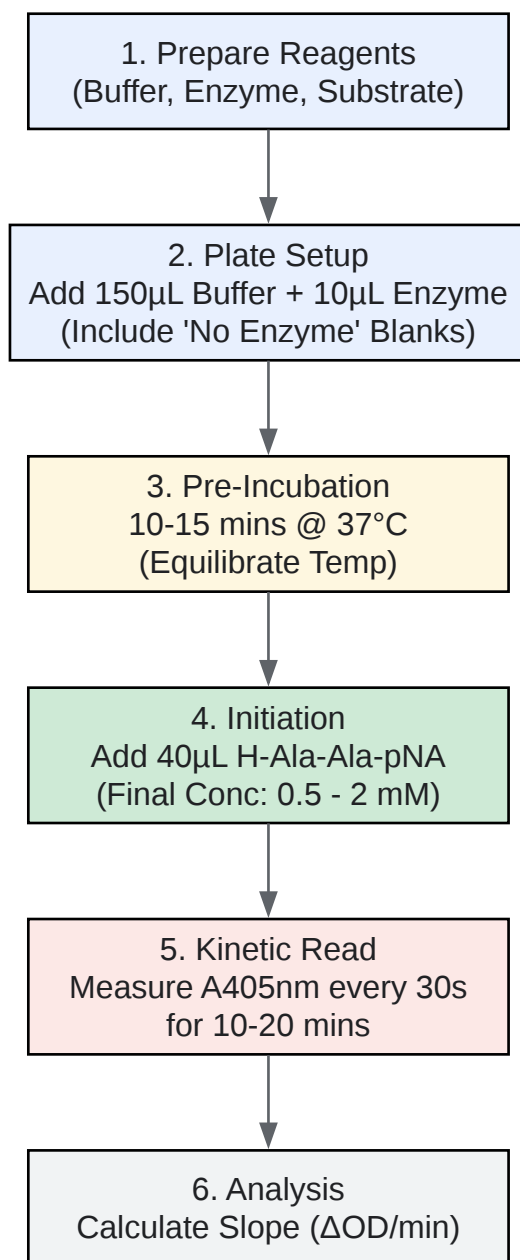 1. Prepare Reagents
(Buffer, Enzyme, Substrate)
2. Plate Setup
Add 150µL Buffer + 10µL Enzyme
(Include 'No Enzyme' Blanks)
3. Pre-Incubation
10-15 mins @ 37°C
(Equilibrate Temp)
4. Initiation
Add 40µL H-Ala-Ala-pNA
(Final Conc: 0.5 - 2 mM)
5. Kinetic Read
Measure A405nm every 30s
for 10-20 mins
6. Analysis
Calculate Slope (ΔOD/min)